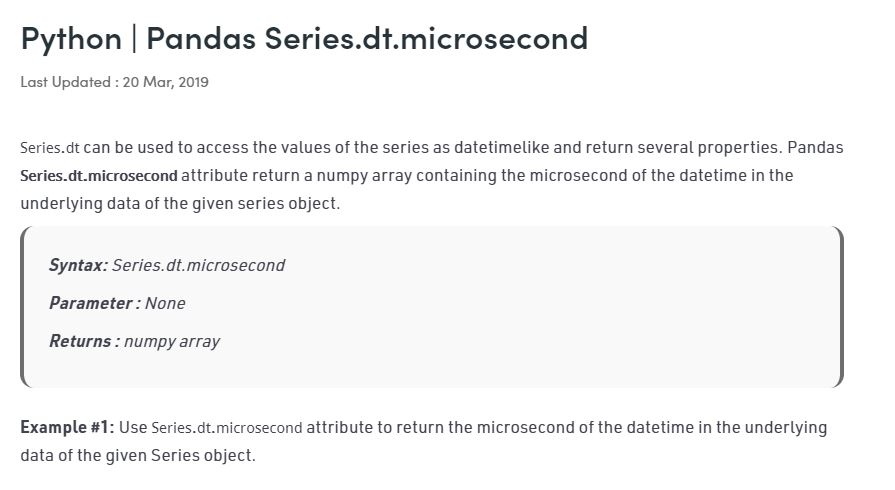 Python | Pandas Series.dt.microsecond
Last Updated : 20 Mar, 2019
Series.dt can be used to access the values of the series as datetimelike and return several properties. Pandas
Series.dt.microsecond attribute return a numpy array containing the microsecond of the datetime in the
underlying data of the given series object.
Syntax: Series.dt.microsecond
Parameter : None
Returns : numpy array
Example #1: Use Series.dt.microsecond attribute to return the microsecond of the datetime in the underlying
data of the given Series object.